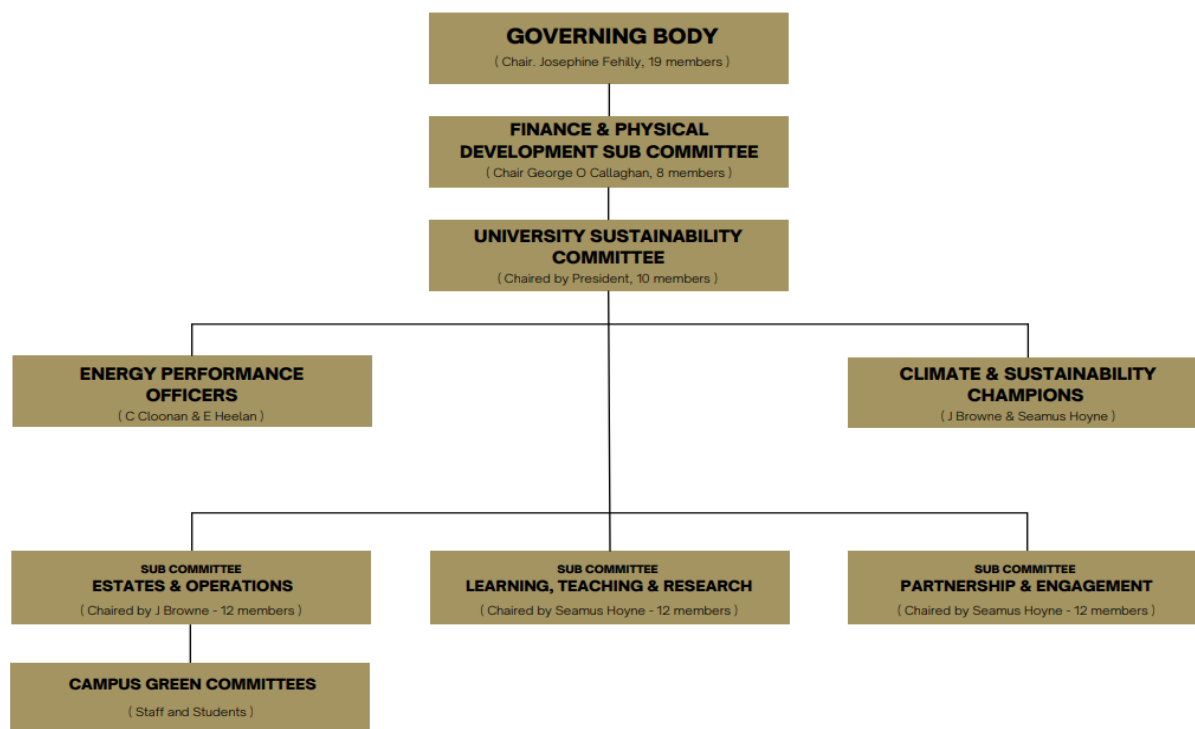 GOVERNING BODY
( Chair. Josephine Fehilly, 19 members )
FINANCE & PHYSICAL
DEVELOPMENT SUB COMMITTEE
( Chair George O Callaghan, 8 members )
UNIVERSITY SUSTAINABILITY
COMMITTEE
( Chaired by President, 10 members )
ENERGY PERFORMANCE
OFFICERS
( C Cloonan & E Heelan )
CLIMATE & SUSTAINABILITY
CHAMPIONS
( J Browne & Seamus Hoyne )
SUB COMMITTEE
ESTATES & OPERATIONS
( Chaired by J Browne - 12 members )
SUB COMMITTEE
LEARNING, TEACHING & RESEARCH
( Chaired by Seamus Hoyne - 12 members )
SUB COMMITTEE
PARTNERSHIP & ENGAGEMENT
( Chaired by Seamus Hoyne - 12 members )
CAMPUS GREEN COMMITTEES
( Staff and Students )